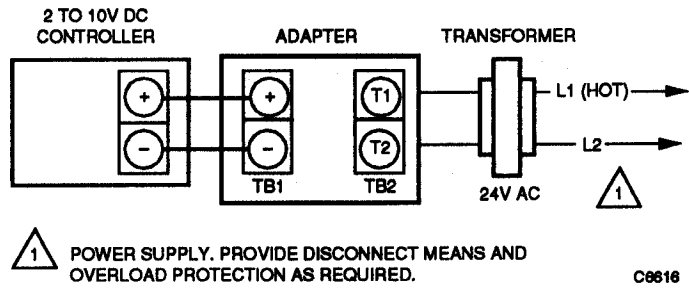 2 TO 10V DC
CONTROLLER
ADAPTER
TRANSFORMER
+
+
T1
L1 (HOT)
−
−
T2
L2
TB1
TB2
24V AC
1
1
POWER SUPPLY. PROVIDE DISCONNECT MEANS AND
OVERLOAD PROTECTION AS REQUIRED.
C6616